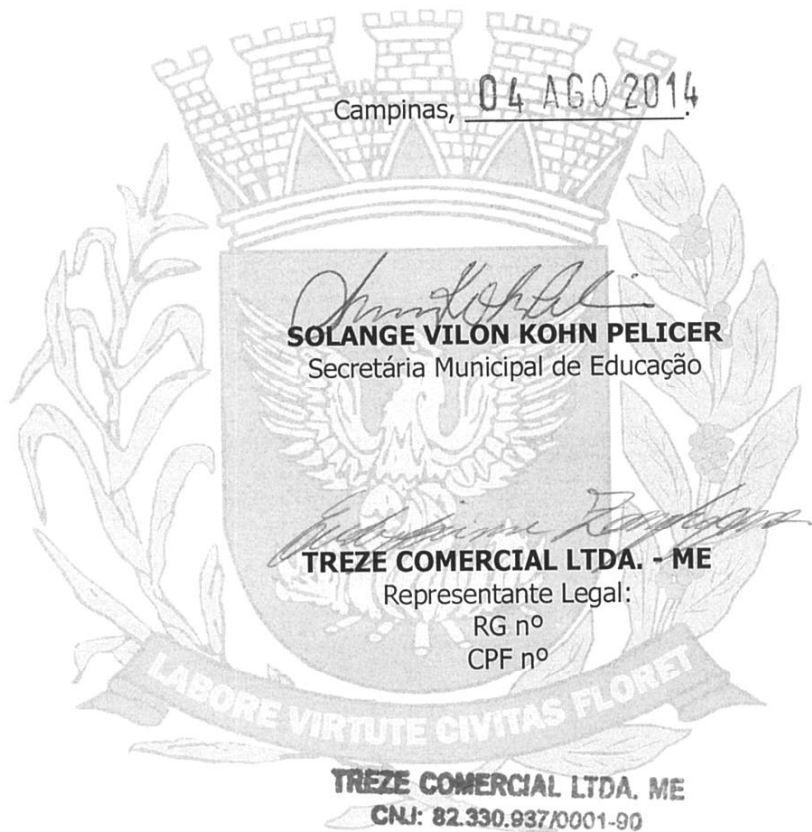 Campinas, 04 AGO 2014.
SOLANGE VILON KOHN PELICER
Secretária Municipal de Educação
TREZE COMERCIAL LTDA. - ME
Representante Legal:
RG nº
CPF nº
LABORE VIRTUTE CIVITAS FLORET
TREZE COMERCIAL LTDA. ME
CNJ: 82.330.937/0001-90